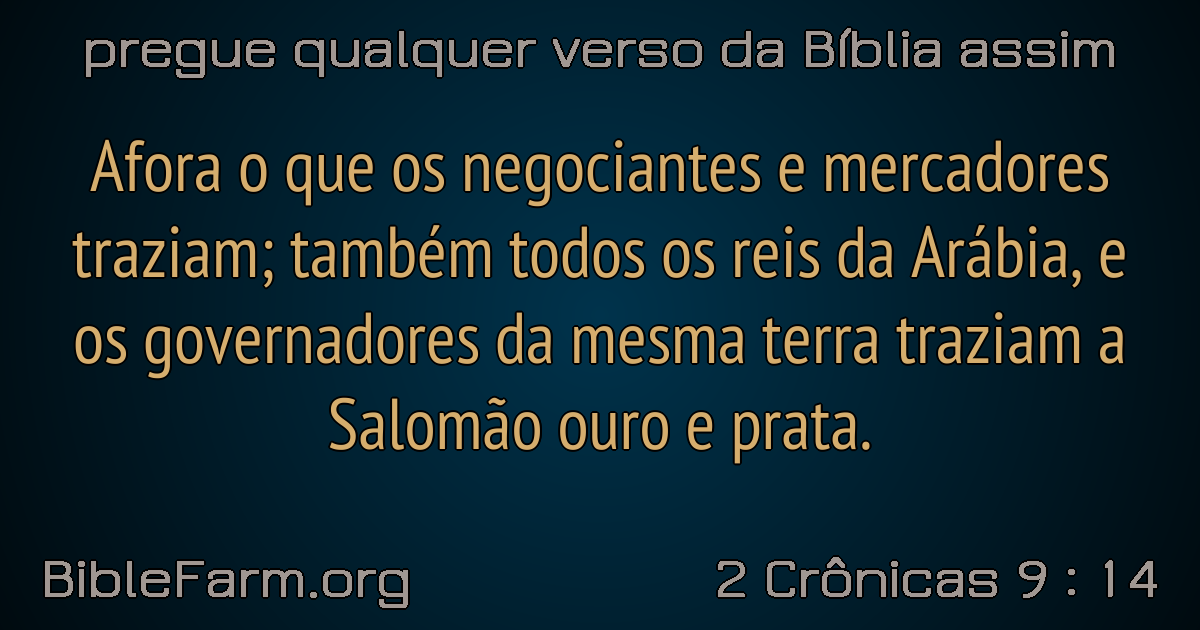 pregue qualquer verso da Bíblia assim
Afora o que os negociantes e mercadores
traziam; também todos os reis da Arábia, e
os governadores da mesma terra traziam a
Salomão ouro e prata.
BibleFarm.org
2 Crônicas 9 : 14